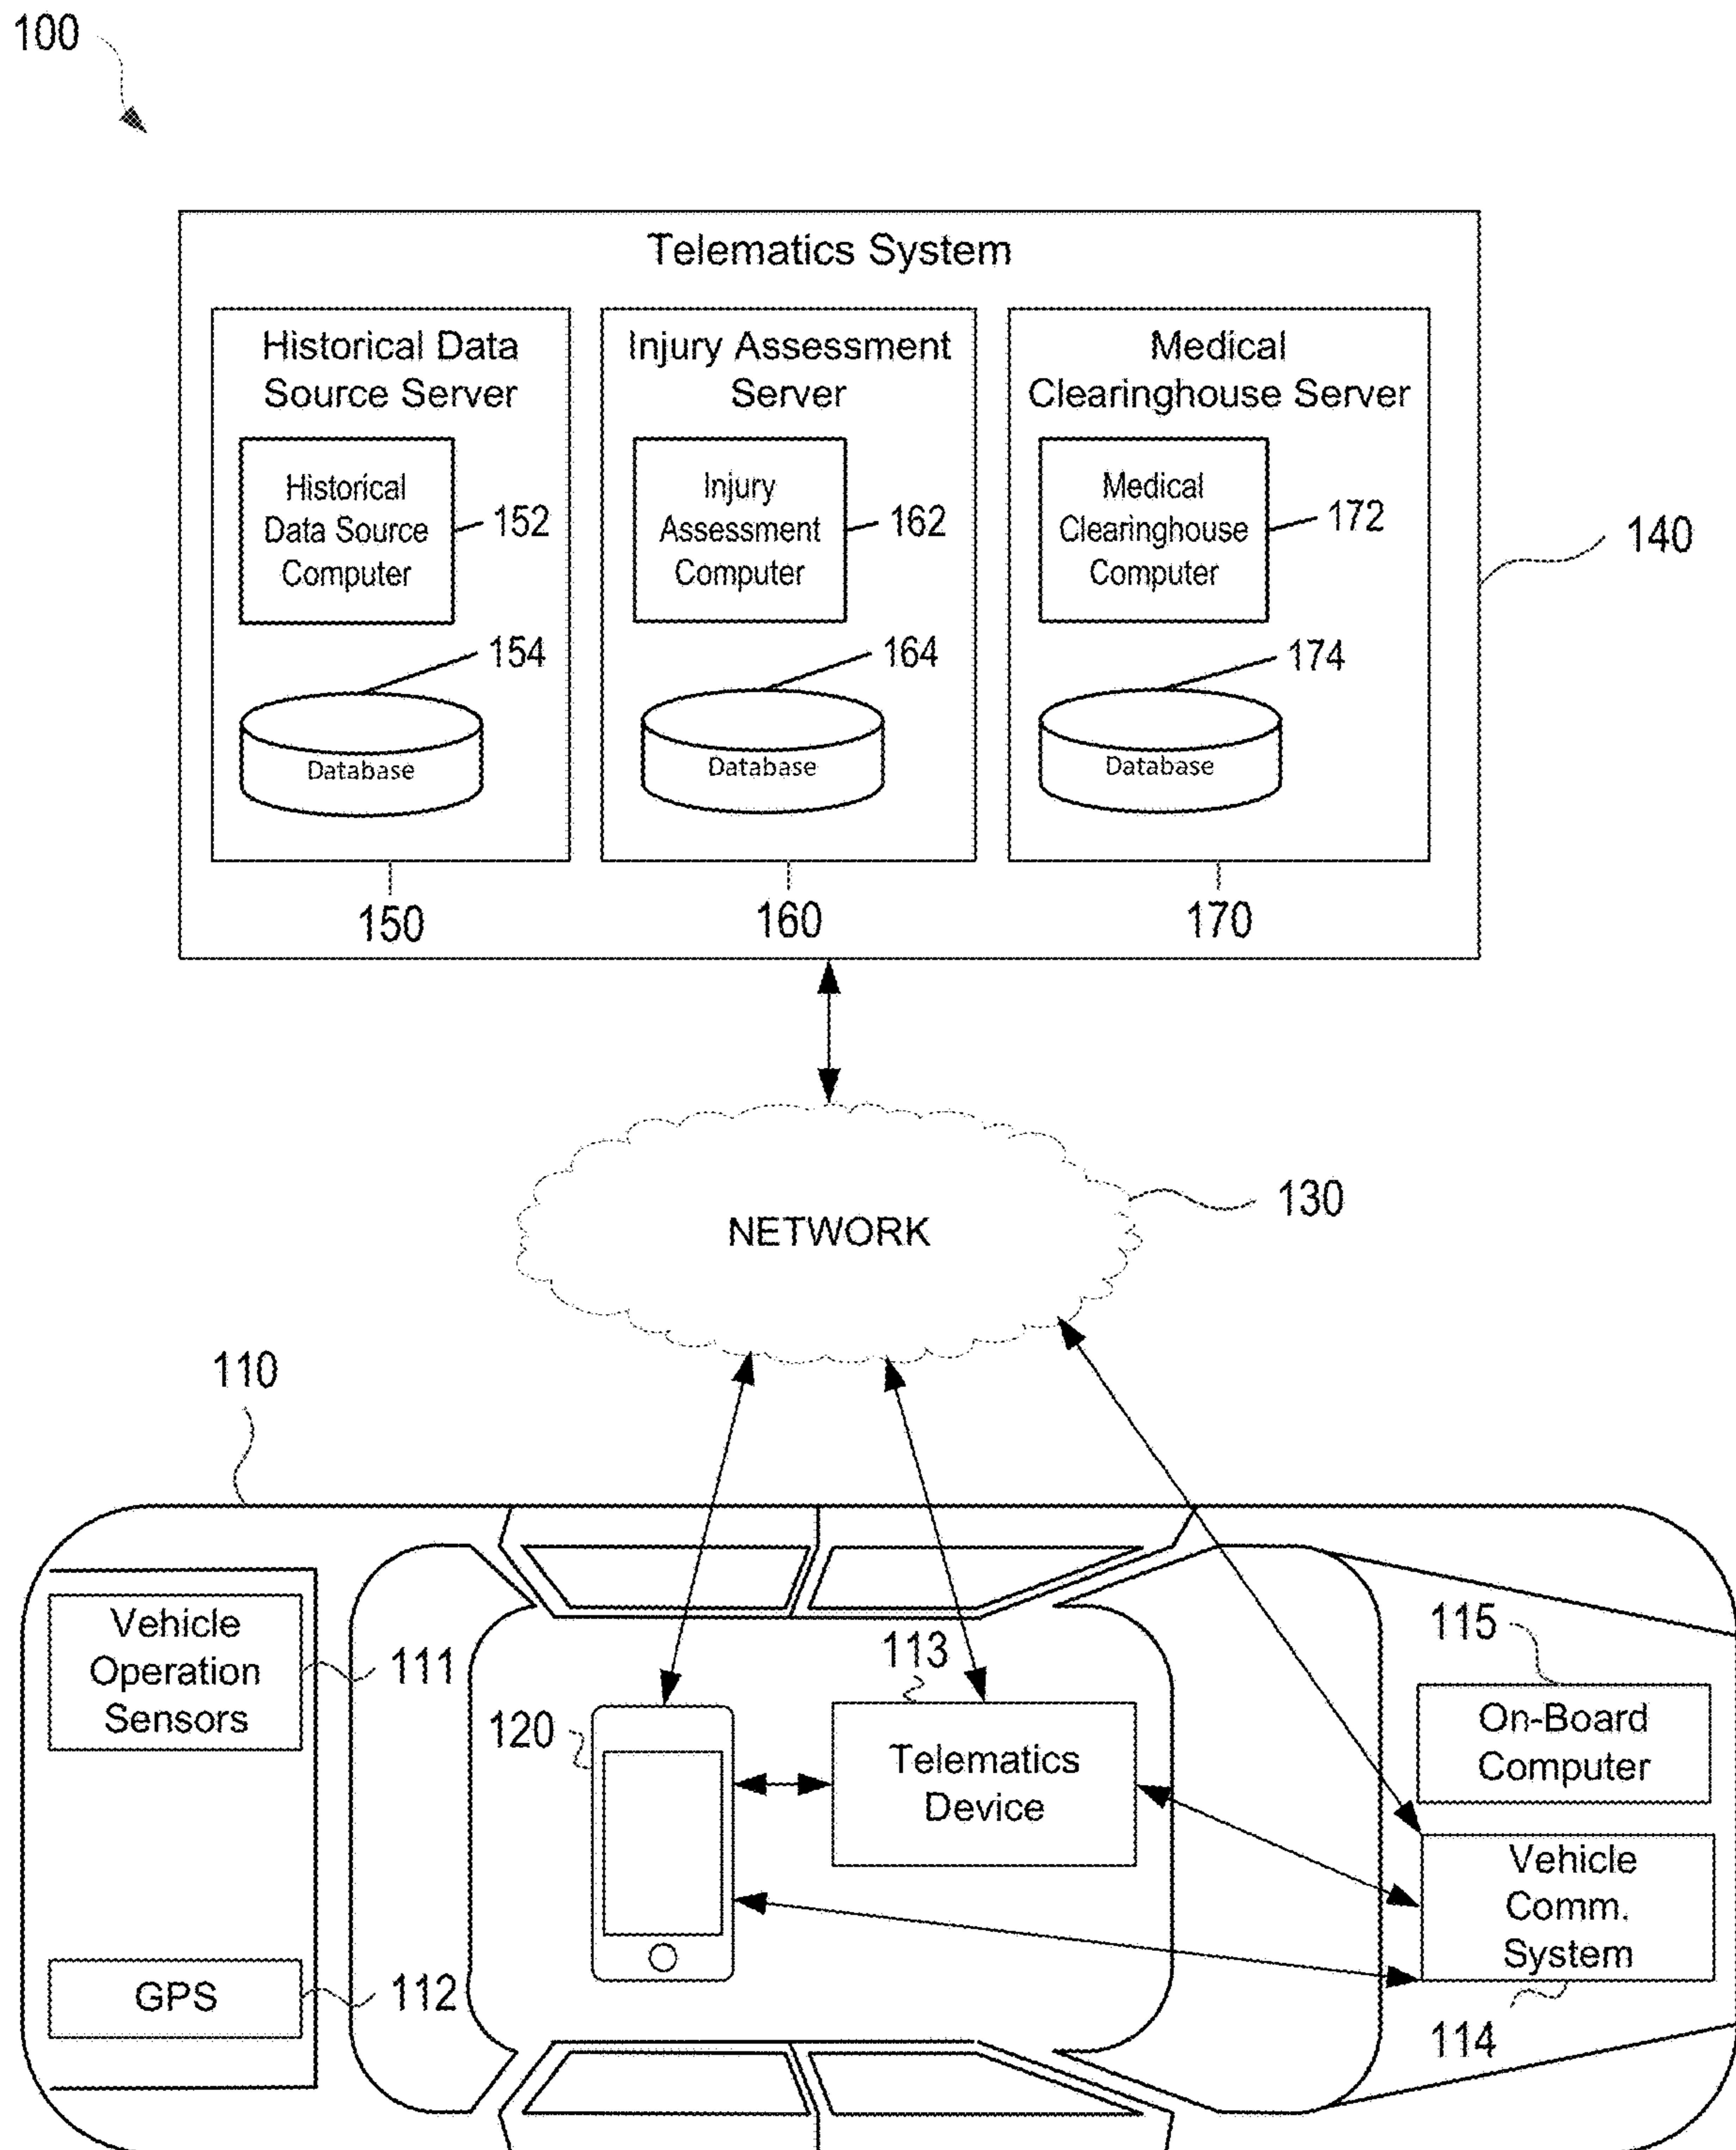 100
Telematics System
Historical Data
Source Server
Historical
Data Source
Computer
152
154
Database
150
Injury Assessment
Server
Injury
Assessment
Computer
162
164
Database
160
Medical
Clearinghouse Server
Medical
Clearinghouse
Computer
172
174
Database
170
140
NETWORK
130
110
Vehicle
Operation
Sensors
111
GPS
112
120
113
Telematics
Device
115
On-Board
Computer
Vehicle
Comm.
System
114